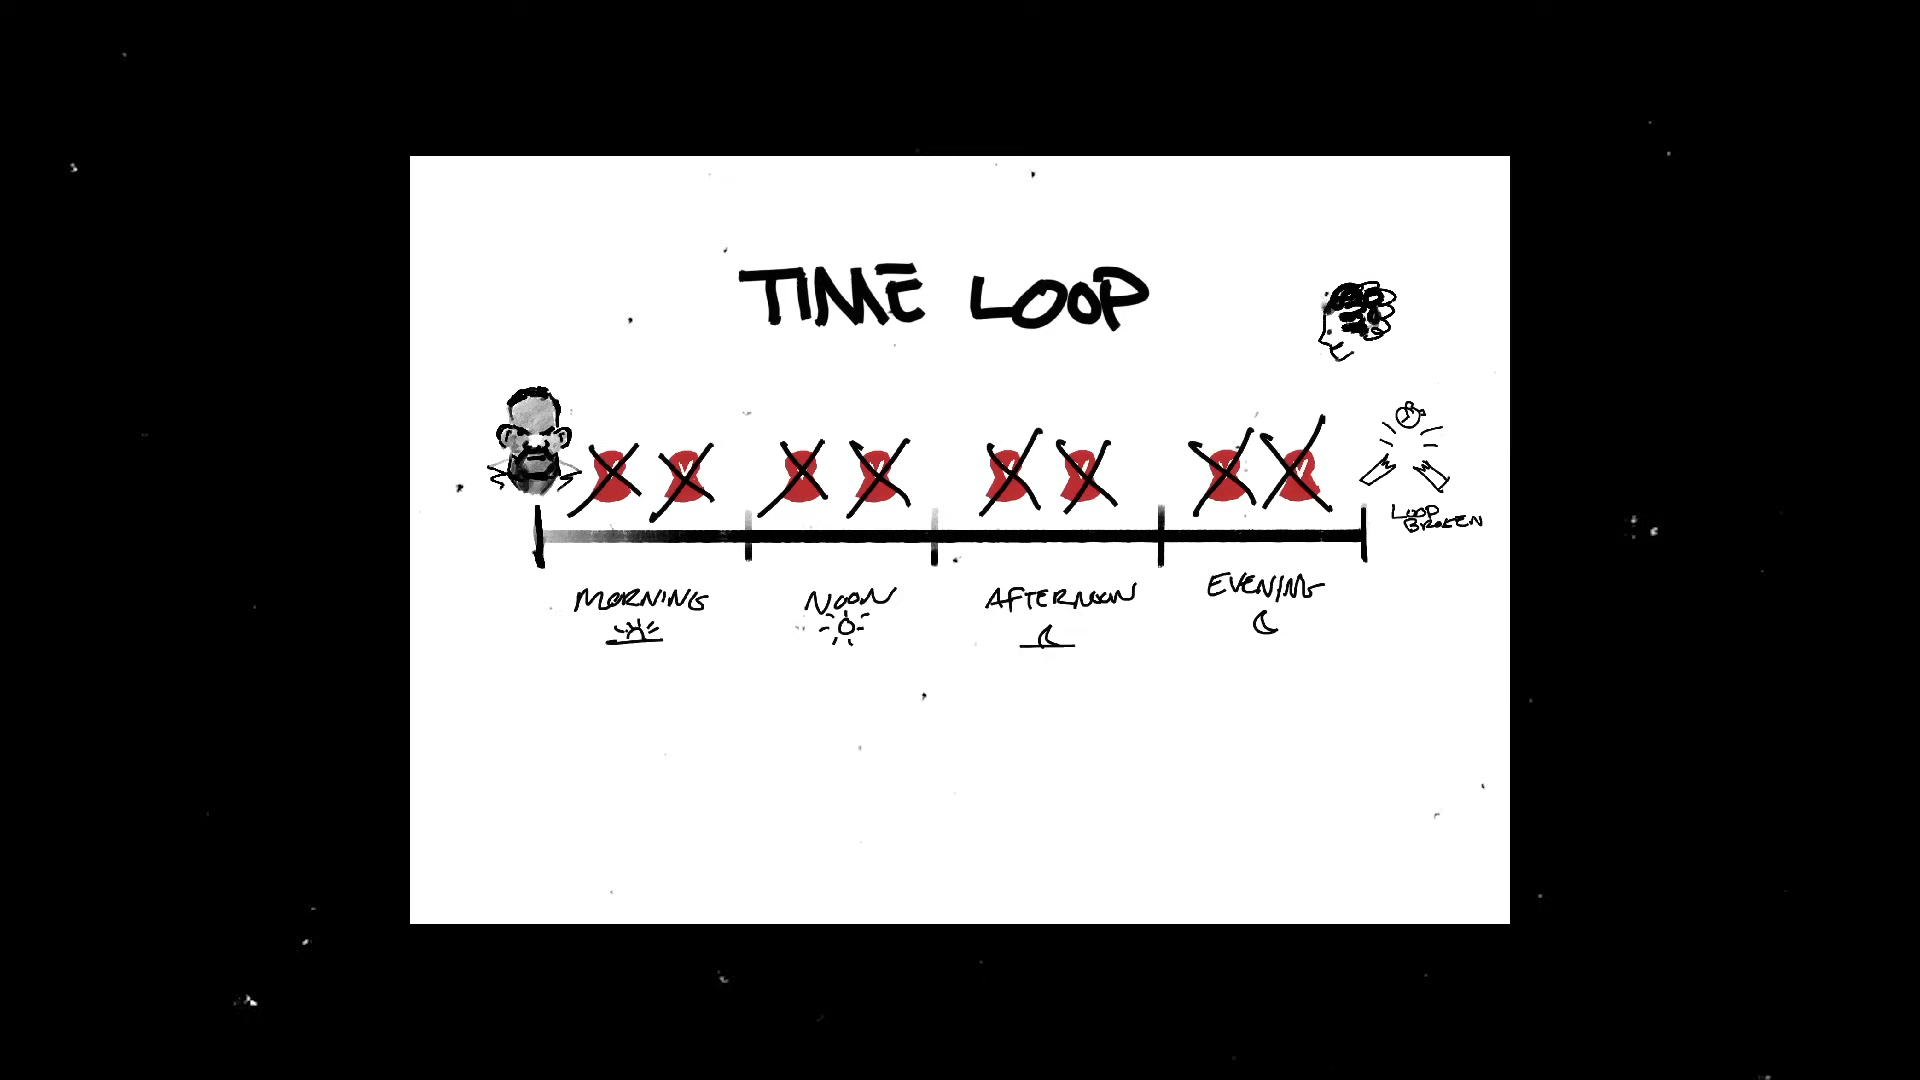 TIME LOOP
LOOP
BROKEN
MORNING
NOON
AFTERNOON
EVENING